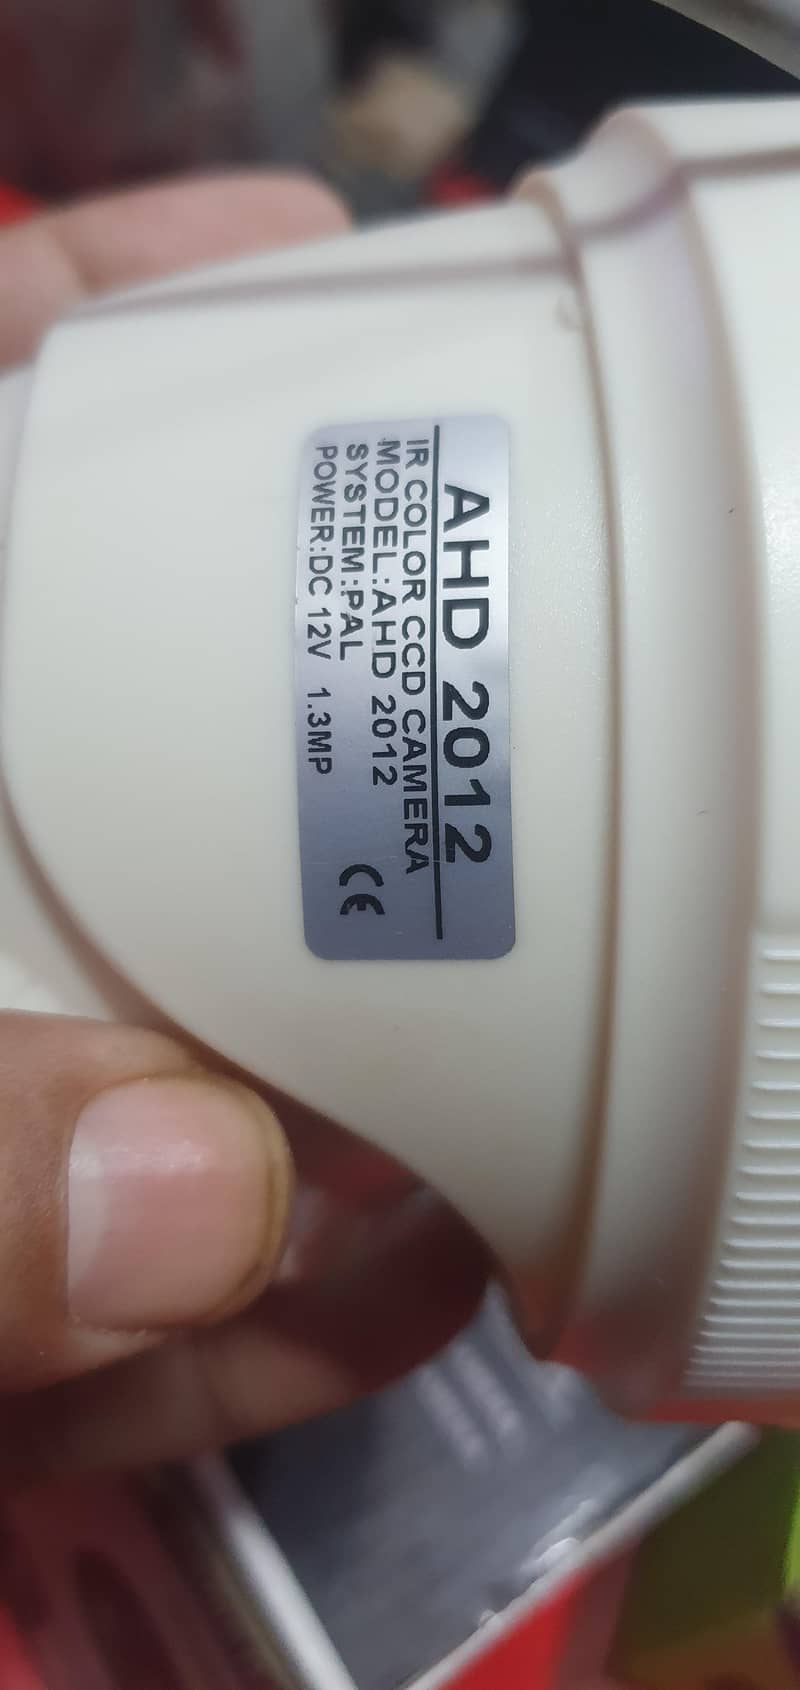 AHD 2012
IR COLOR CCD CAMERA
MODEL:AHD 2012
SYSTEM:PAL
POWER:DC 12V 1.3MP
CE